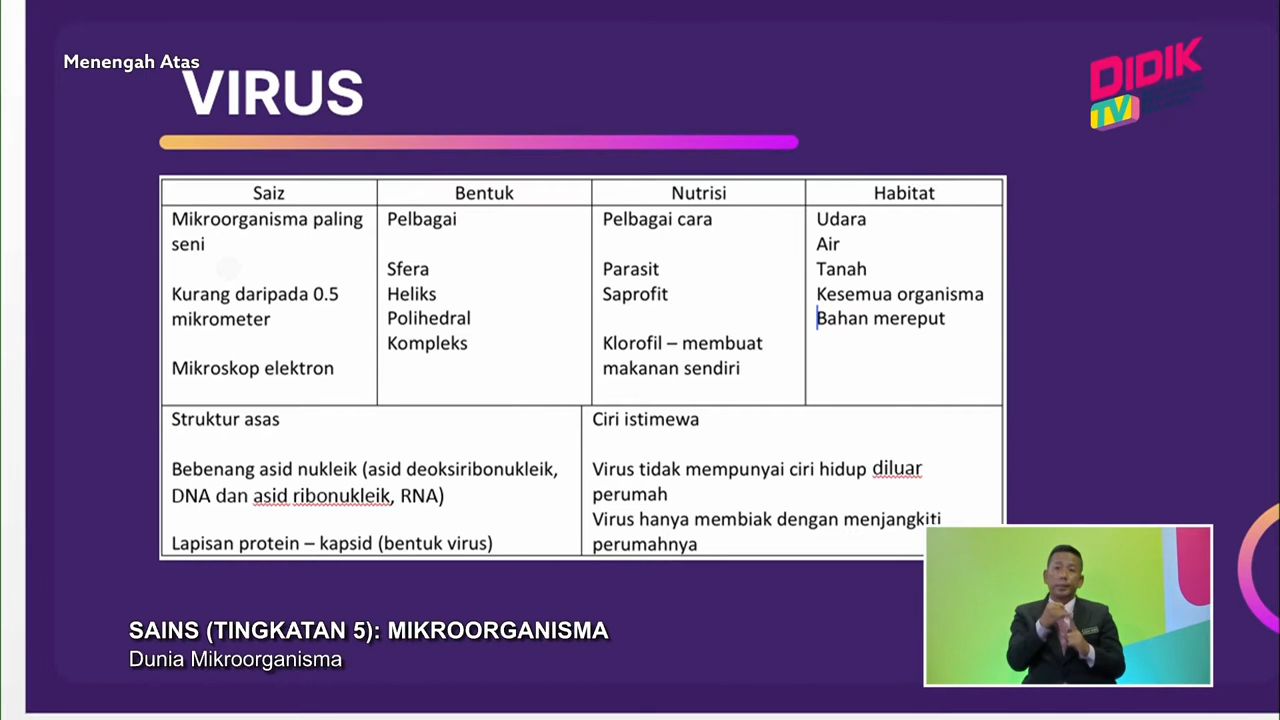 Menengah Atas
VIRUS
DIDIK
TV
Saiz
Bentuk
Nutrisi
Habitat
Mikroorganisma paling
seni
Kurang daripada 0.5
mikrometer
Mikroskop elektron
Pelbagai
Sfera
Heliks
Polihedral
Kompleks
Pelbagai cara
Parasit
Saprofit
Klorofil – membuat
makanan sendiri
Udara
Air
Tanah
Kesemua organisma
Bahan mereput
Struktur asas
Bebenang asid nukleik (asid deoksiribonukleik,
DNA dan asid ribonukleik, RNA)
Lapisan protein – kapsid (bentuk virus)
Ciri istimewa
Virus tidak mempunyai ciri hidup diluar
perumah
Virus hanya membiak dengan menjangkiti
perumahnya
SAINS (TINGKATAN 5): MIKROORGANISMA
Dunia Mikroorganisma